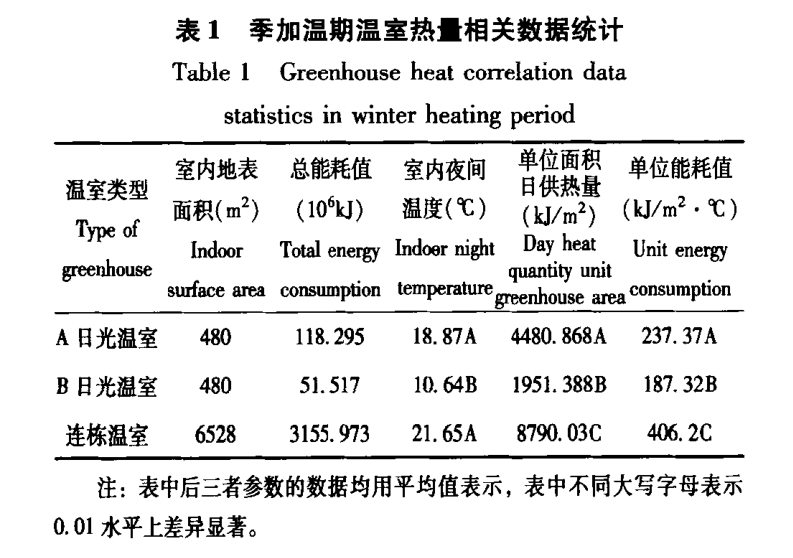 表1 季加温期温室热量相关数据统计
Table 1 Greenhouse heat correlation data
statistics in winter heating period
温室类型 Type of greenhouse 室内地表面积(m²) Indoor surface area 总能耗值(10⁶kJ) Total energy consumption 室内夜间温度(℃) Indoor night temperature 单位面积日供热量(kJ/m²) Day heat quantity unit greenhouse area 单位能耗值(kJ/m²·℃) Unit energy consumption
A 日光温室 480 118.295 18.87A 4480.868A 237.37A
B 日光温室 480 51.517 10.64B 1951.388B 187.32B
连栋温室 6528 3155.973 21.65A 8790.03C 406.2C
注：表中后三者参数的数据均用平均值表示，表中不同大写字母表示
0.01 水平上差异显著。